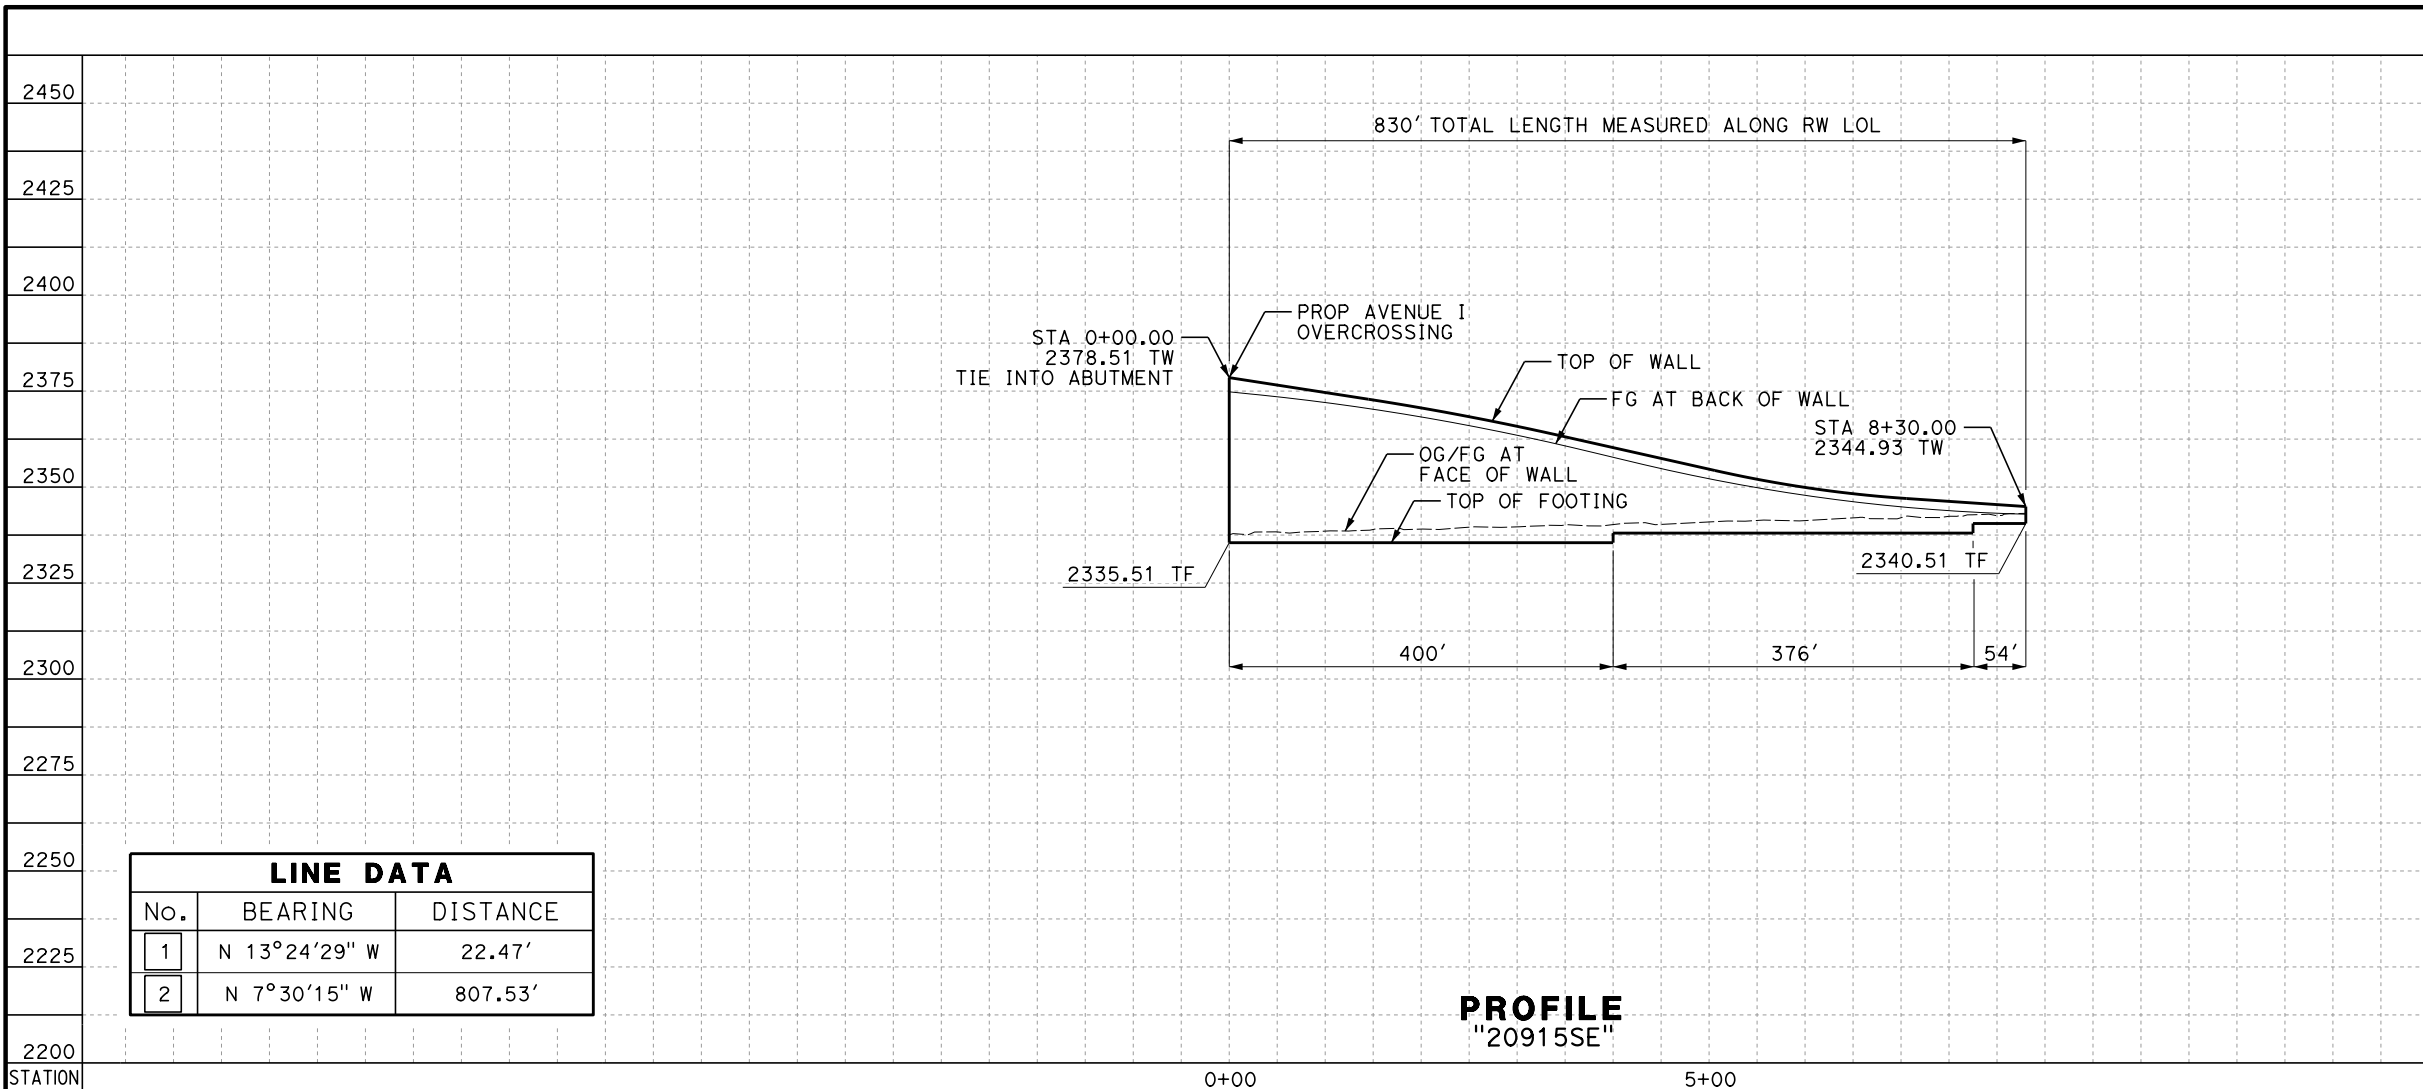 2450
2425
2400
2375
2350
2325
2300
2275
2250
2225
2200
STATION
830′ TOTAL LENGTH MEASURED ALONG RW LOL
PROP AVENUE I
OVERCROSSING
STA 0+00.00
2378.51 TW
TIE INTO ABUTMENT
TOP OF WALL
FG AT BACK OF WALL
STA 8+30.00
2344.93 TW
OG/FG AT
FACE OF WALL
TOP OF FOOTING
2335.51 TF
2340.51 TF
400′
376′
54′
LINE DATA
No. BEARING DISTANCE
1 N 13°24′29" W 22.47′
2 N 7°30′15" W 807.53′
PROFILE
"20915SE"
0+00
5+00